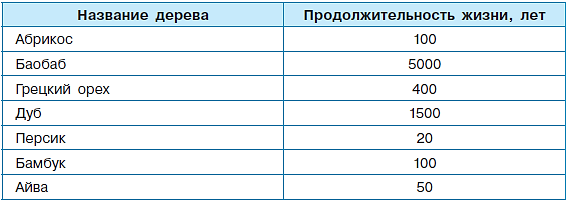 Название дерева Продолжительность жизни, лет
Абрикос 100
Баобаб 5000
Грецкий орех 400
Дуб 1500
Персик 20
Бамбук 100
Айва 50